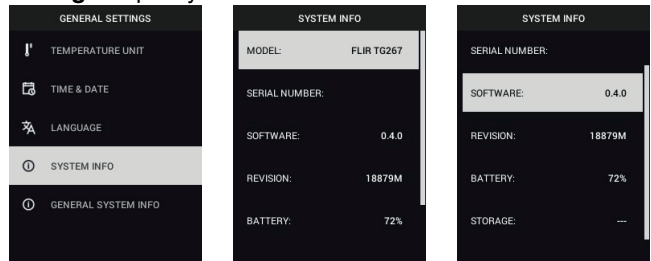 GENERAL SETTINGS
TEMPERATURE UNIT
TIME & DATE
LANGUAGE
SYSTEM INFO
GENERAL SYSTEM INFO
SYSTEM INFO
MODEL: FLIR TG267
SERIAL NUMBER:
SOFTWARE: 0.4.0
REVISION: 18879M
BATTERY: 72%
SYSTEM INFO
SERIAL NUMBER:
SOFTWARE: 0.4.0
REVISION: 18879M
BATTERY: 72%
STORAGE: ---